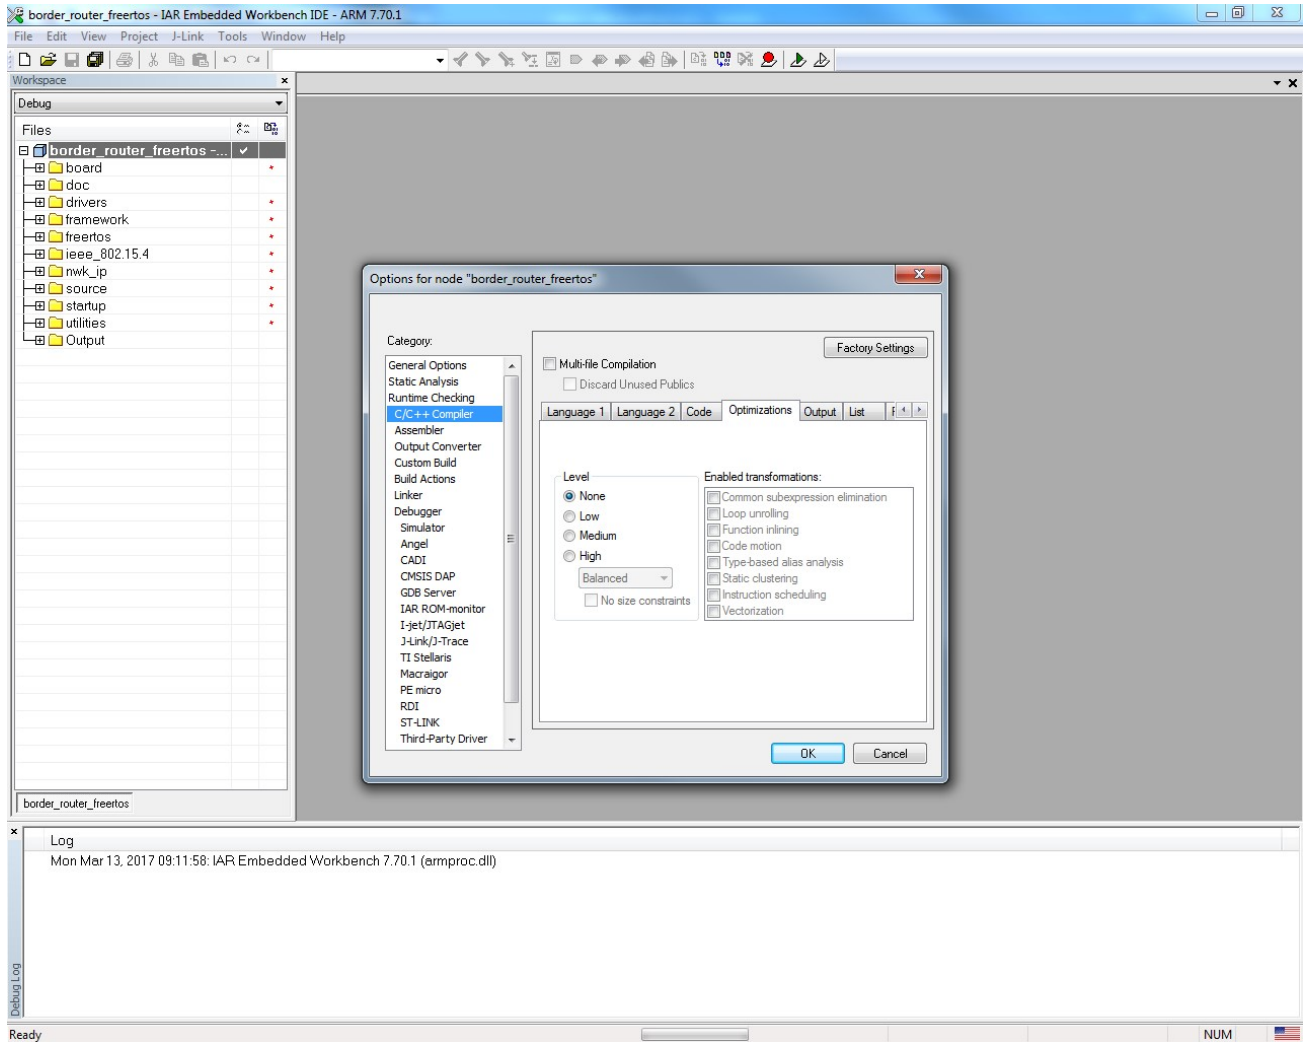 border_router_freertos - IAR Embedded Workbench IDE - ARM 7.70.1
File Edit View Project J-Link Tools Window Help
Workspace
Debug
Files
border_router_freertos -...
board
doc
drivers
framework
freertos
ieee_802.15.4
nwk_ip
source
startup
utilities
Output
border_router_freertos
Options for node "border_router_freertos"
Category:
General Options
Static Analysis
Runtime Checking
C/C++ Compiler
Assembler
Output Converter
Custom Build
Build Actions
Linker
Debugger
Simulator
Angel
CADI
CMSIS DAP
GDB Server
IAR ROM-monitor
I-jet/JTAGjet
J-Link/J-Trace
TI Stellaris
Macraigor
PE micro
RDI
ST-LINK
Third-Party Driver
Factory Settings
Multi-file Compilation
Discard Unused Publics
Language 1 Language 2 Code Optimizations Output List
Level
None
Low
Medium
High
Balanced
No size constraints
Enabled transformations:
Common subexpression elimination
Loop unrolling
Function inlining
Code motion
Type-based alias analysis
Static clustering
Instruction scheduling
Vectorization
OK Cancel
Log
Mon Mar 13, 2017 09:11:58: IAR Embedded Workbench 7.70.1 (armproc.dll)
Debug Log
Ready
NUM